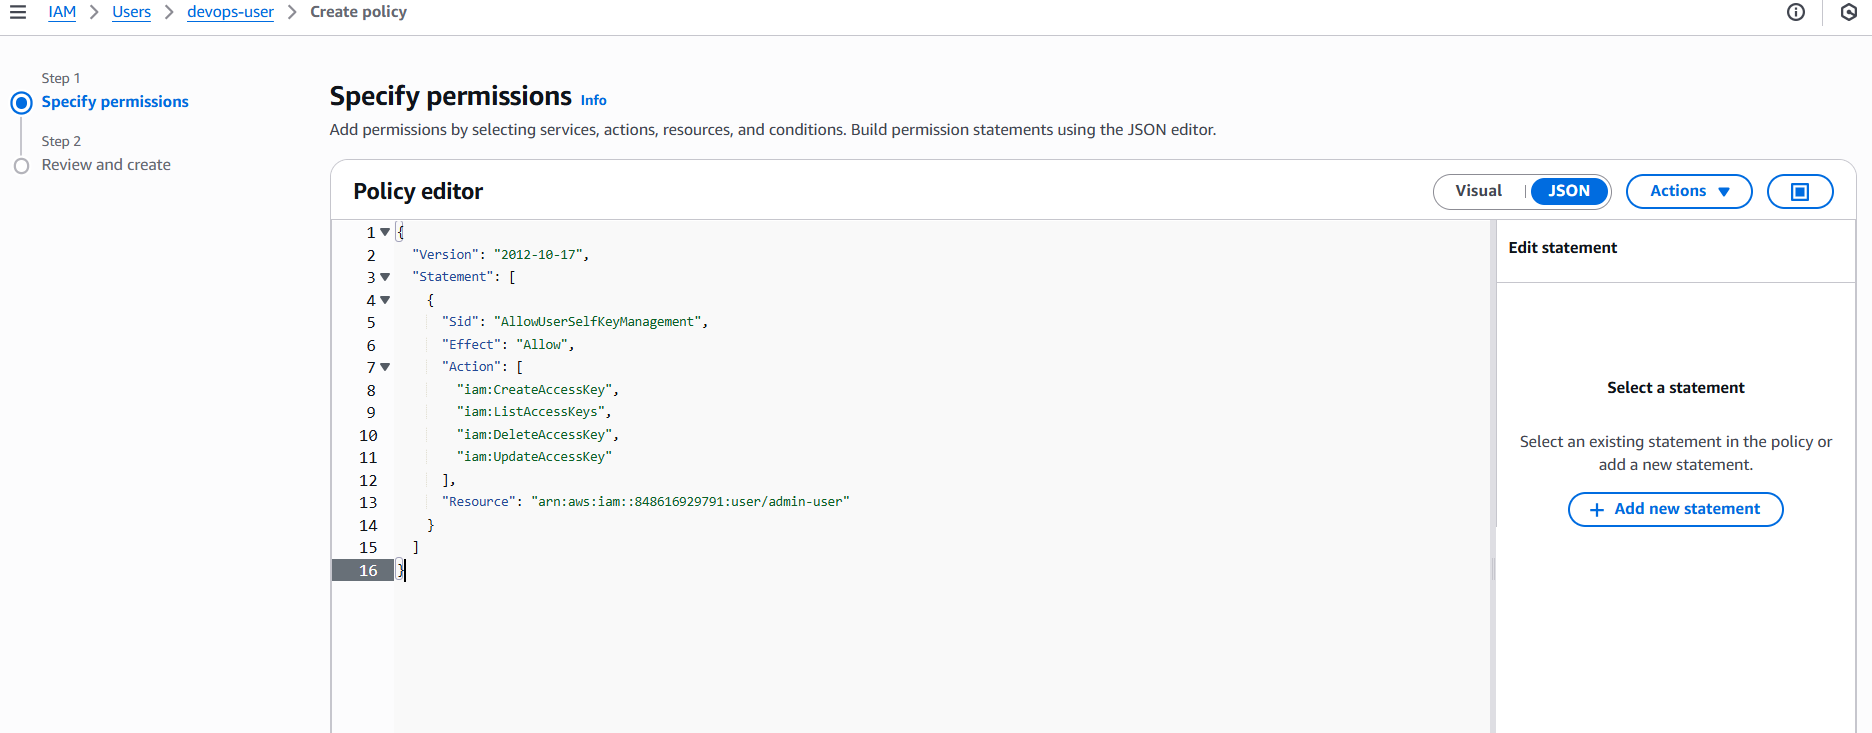 IAM > Users > devops-user > Create policy
Step 1
Specify permissions
Step 2
Review and create
Specify permissions Info
Add permissions by selecting services, actions, resources, and conditions. Build permission statements using the JSON editor.
Policy editor
Visual | JSON Actions
1 {
2 "Version": "2012-10-17",
3 "Statement": [
4 {
5 "Sid": "AllowUserSelfKeyManagement",
6 "Effect": "Allow",
7 "Action": [
8 "iam:CreateAccessKey",
9 "iam:ListAccessKeys",
10 "iam:DeleteAccessKey",
11 "iam:UpdateAccessKey"
12 ],
13 "Resource": "arn:aws:iam::848616929791:user/admin-user"
14 }
15 ]
16 }
Edit statement
Select a statement
Select an existing statement in the policy or
add a new statement.
+ Add new statement